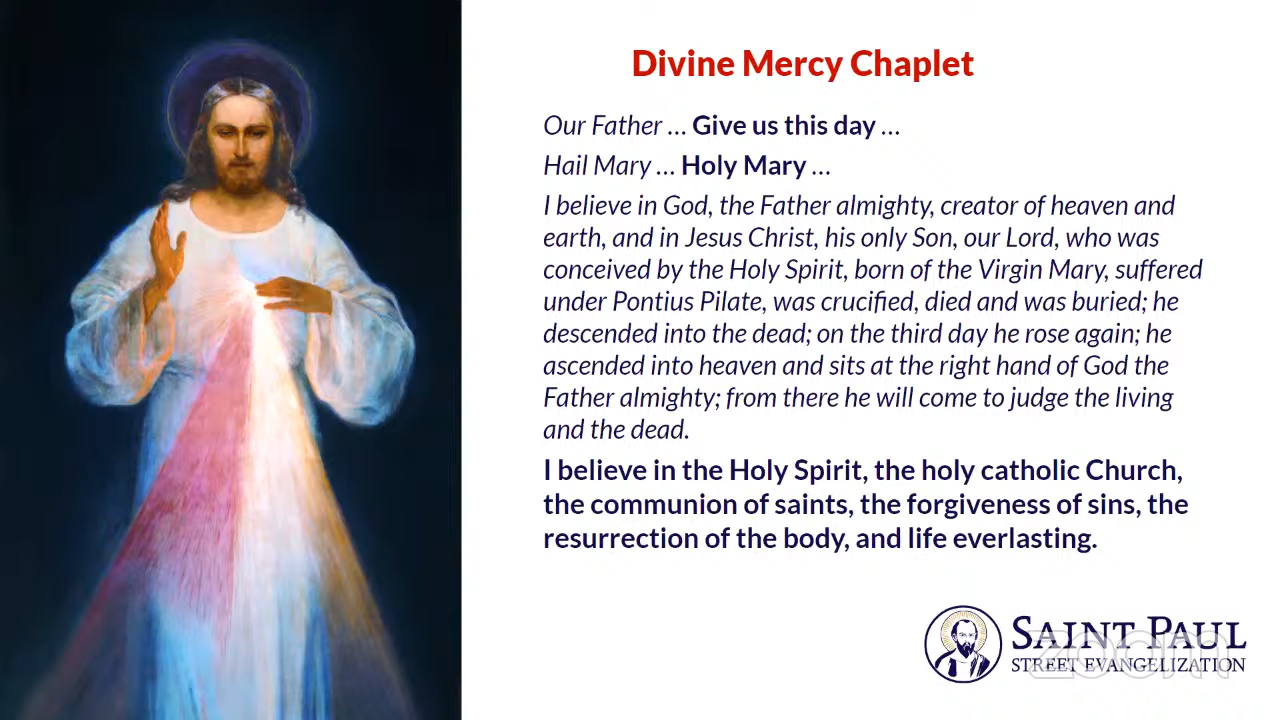 Divine Mercy Chaplet
Our Father ... Give us this day ...
Hail Mary ... Holy Mary ...
I believe in God, the Father almighty, creator of heaven and
earth, and in Jesus Christ, his only Son, our Lord, who was
conceived by the Holy Spirit, born of the Virgin Mary, suffered
under Pontius Pilate, was crucified, died and was buried; he
descended into the dead; on the third day he rose again; he
ascended into heaven and sits at the right hand of God the
Father almighty; from there he will come to judge the living
and the dead.
I believe in the Holy Spirit, the holy catholic Church,
the communion of saints, the forgiveness of sins, the
resurrection of the body, and life everlasting.
SAINT PAUL
STREET EVANGELIZATION
zoom